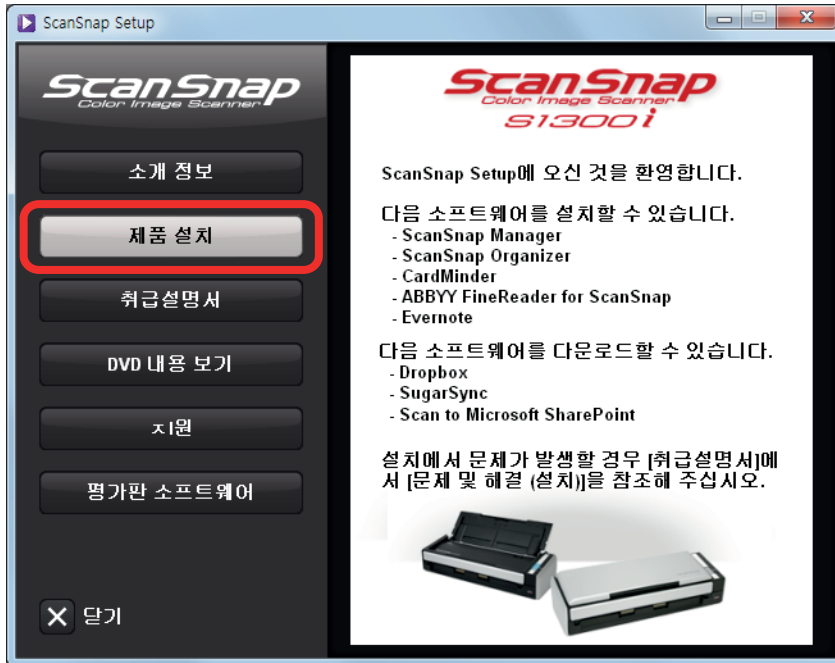 ScanSnap Setup
ScanSnap
Color Image Scanner
소개 정보
제품 설치
취급설명서
DVD 내용 보기
지원
평가판 소프트웨어
닫기
ScanSnap
Color Image Scanner
S1300i
ScanSnap Setup에 오신 것을 환영합니다.
다음 소프트웨어를 설치할 수 있습니다.
- ScanSnap Manager
- ScanSnap Organizer
- CardMinder
- ABBYY FineReader for ScanSnap
- Evernote
다음 소프트웨어를 다운로드할 수 있습니다.
- Dropbox
- SugarSync
- Scan to Microsoft SharePoint
설치에서 문제가 발생할 경우 [취급설명서]에
서 [문제 및 해결 (설치)]을 참조해 주십시오.